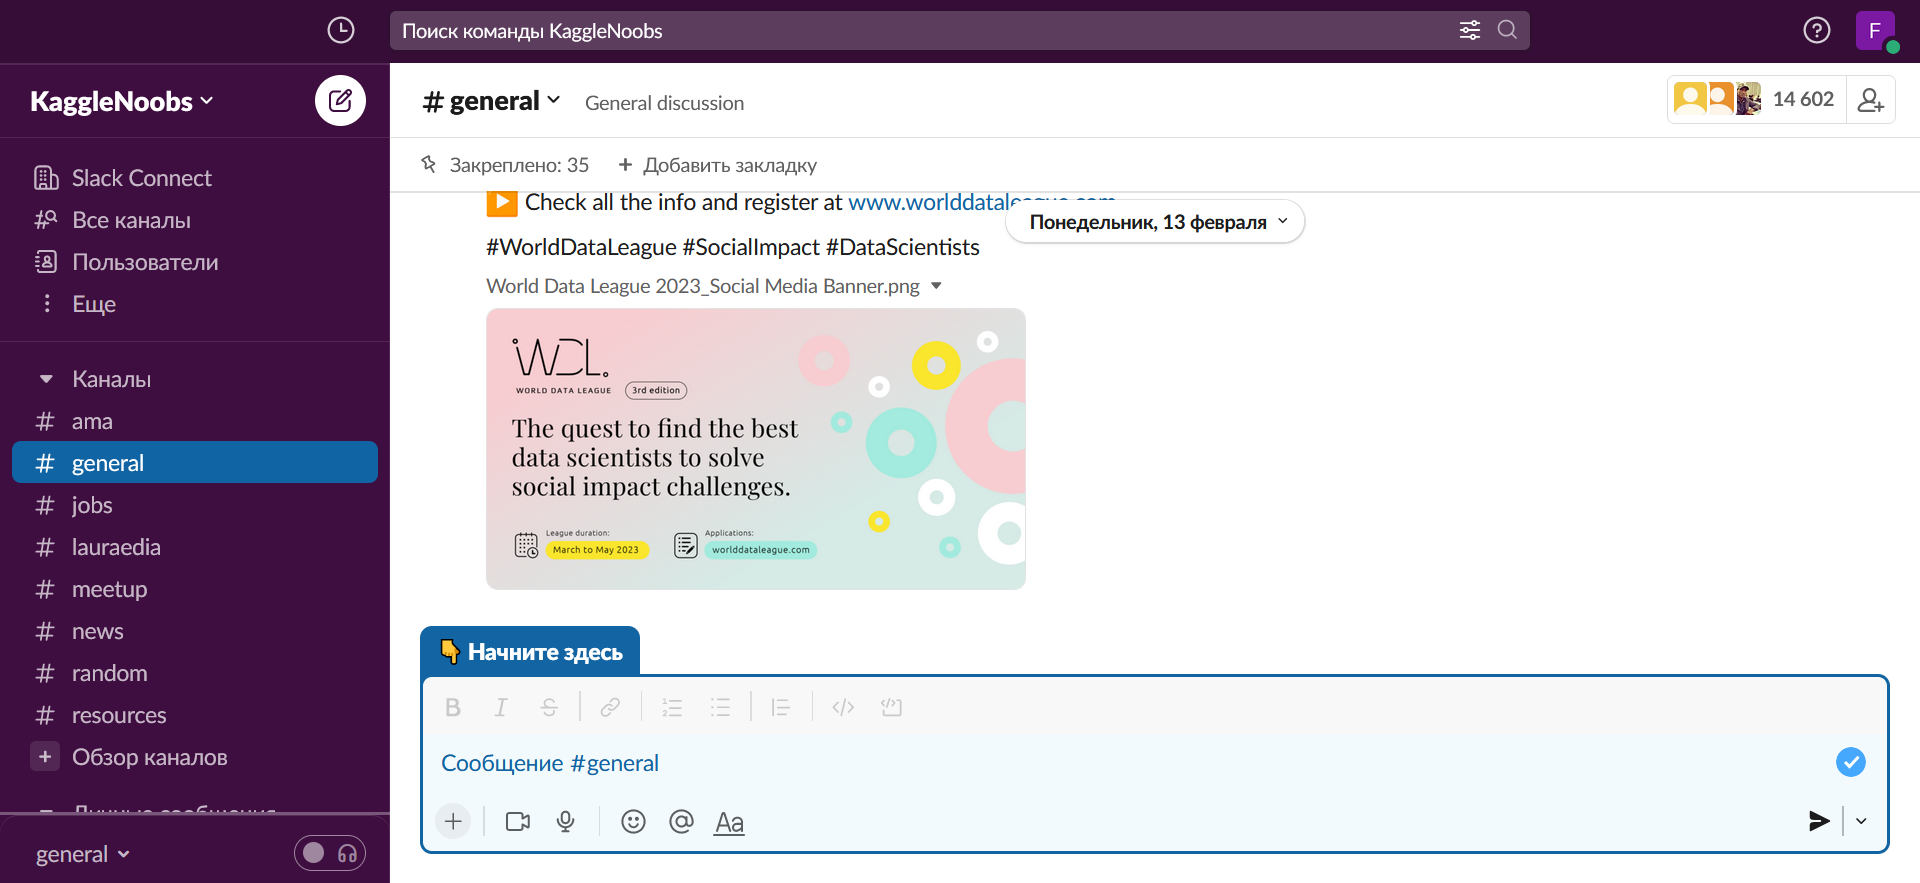 Поиск команды KaggleNoobs
F
KaggleNoobs
Slack Connect
Все каналы
Пользователи
Еще
Каналы
# ama
# general
# jobs
# lauraedia
# meetup
# news
# random
# resources
+ Обзор каналов
Личные сообщения
general
# general
General discussion
14 602
Закреплено: 35
+ Добавить закладку
Check all the info and register at www.worlddataleague.com
Понедельник, 13 февраля
#WorldDataLeague #SocialImpact #DataScientists
World Data League 2023_Social Media Banner.png
WDL.
WORLD DATA LEAGUE
3rd edition
The quest to find the best
data scientists to solve
social impact challenges.
League duration:
March to May 2023
Applications:
worlddataleague.com
Начните здесь
Сообщение #general
Aa